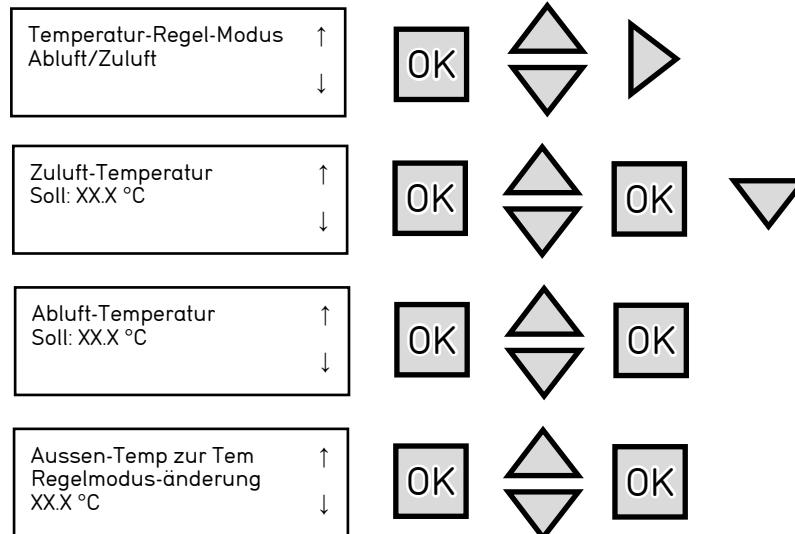 Temperatur-Regel-Modus ↑
Abluft/Zuluft
↓
OK
Zuluft-Temperatur ↑
Soll: XX.X °C
↓
OK OK
Abluft-Temperatur ↑
Soll: XX.X °C
↓
OK OK
Aussen-Temp zur Tem ↑
Regelmodus-änderung
XX.X °C ↓
OK OK